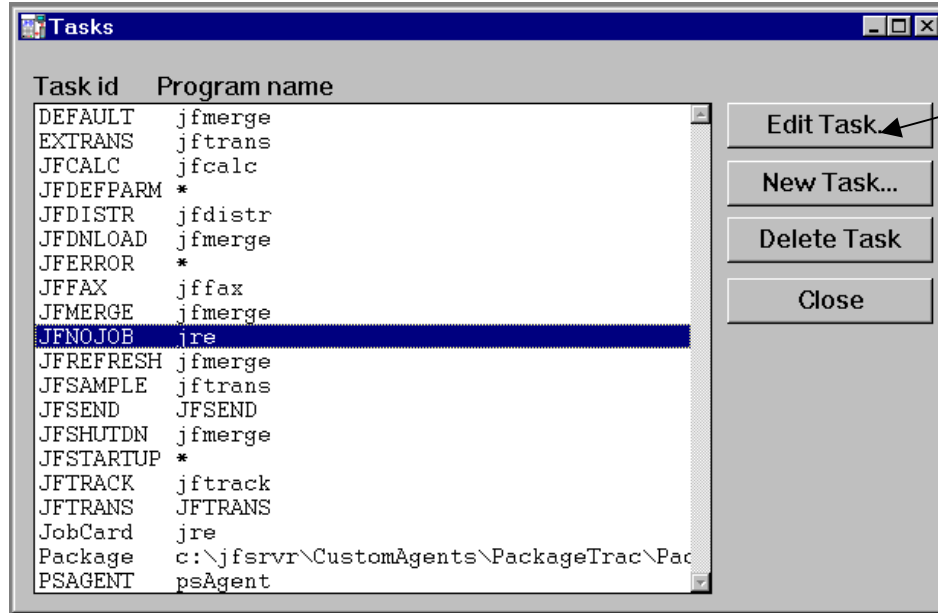 Tasks
Task id Program name
DEFAULT jfmerge
EXTRANS jftrans
JFCALC jfcalc
JFDEFPARM *
JFDISTR jfdistr
JFDNLOAD jfmerge
JFERROR *
JFFAX jffax
JFMERGE jfmerge
JFNOJOB jre
JFREFRESH jfmerge
JFSAMPLE jftrans
JFSEND JFSEND
JFSHUTDN jfmerge
JFSTARTUP *
JFTRACK jftrack
JFTRANS JFTRANS
JobCard jre
Package c:\jfsrvr\CustomAgents\PackageTrac\Pac
PSAGENT psAgent
Edit Task..
New Task...
Delete Task
Close